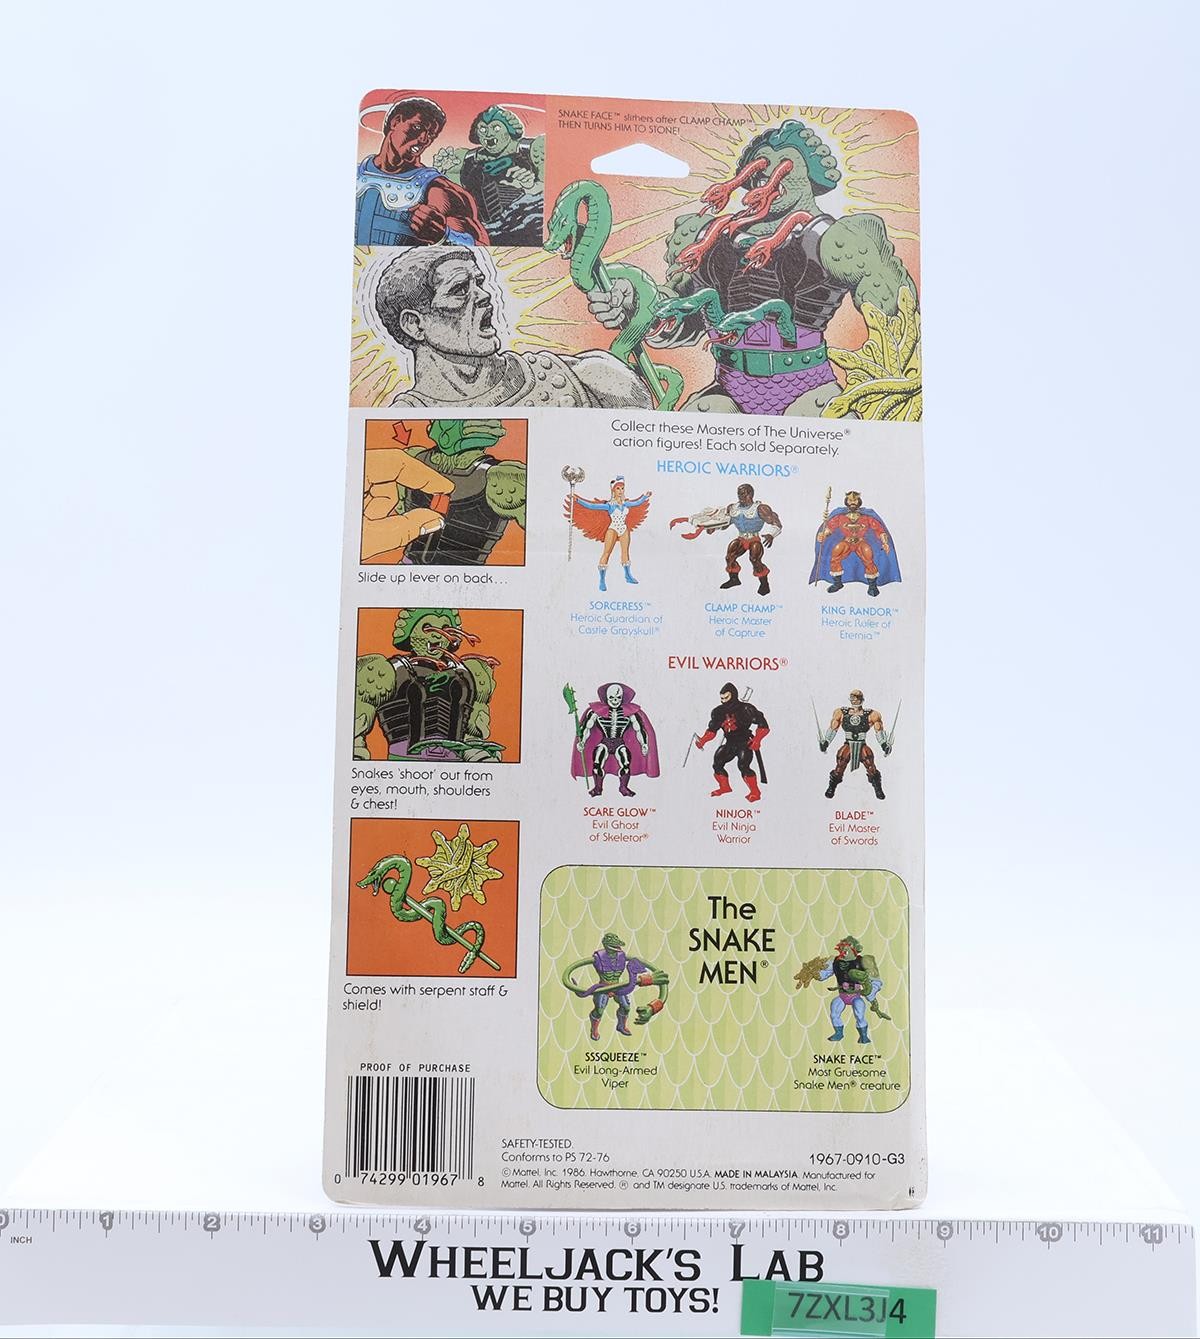 SNAKE FACE™ slithers after CLAMP CHAMP™
THEN TURNS HIM TO STONE!
Collect these Masters of The Universe®
action figures! Each sold Separately.
HEROIC WARRIORS®
SORCERESS™
Heroic Guardian of
Castle Grayskull®
CLAMP CHAMP™
Heroic Master
of Capture
KING RANDOR™
Heroic Ruler of
Eternia™
EVIL WARRIORS®
SCARE GLOW™
Evil Ghost
of Skeletor®
NINJOR™
Evil Ninja
Warrior
BLADE™
Evil Master
of Swords
The
SNAKE
MEN®
SSSQUEEZE™
Evil Long-Armed
Viper
SNAKE FACE™
Most Gruesome
Snake Men® creature
Slide up lever on back...
Snakes 'shoot' out from
eyes, mouth, shoulders
& chest!
Comes with serpent staff &
shield!
PROOF OF PURCHASE
0 74299 01967 8
SAFETY-TESTED.
Conforms to PS 72-76
1967-0910-G3
© Mattel, Inc. 1986. Hawthorne, CA 90250 U.S.A. MADE IN MALAYSIA. Manufactured for
Mattel. All Rights Reserved. ® and TM designate U.S. trademarks of Mattel, Inc.
INCH
1 2 3 4 5 6 7 8 9 10 11
WHEELJACK'S LAB
WE BUY TOYS!
7ZXL3J4